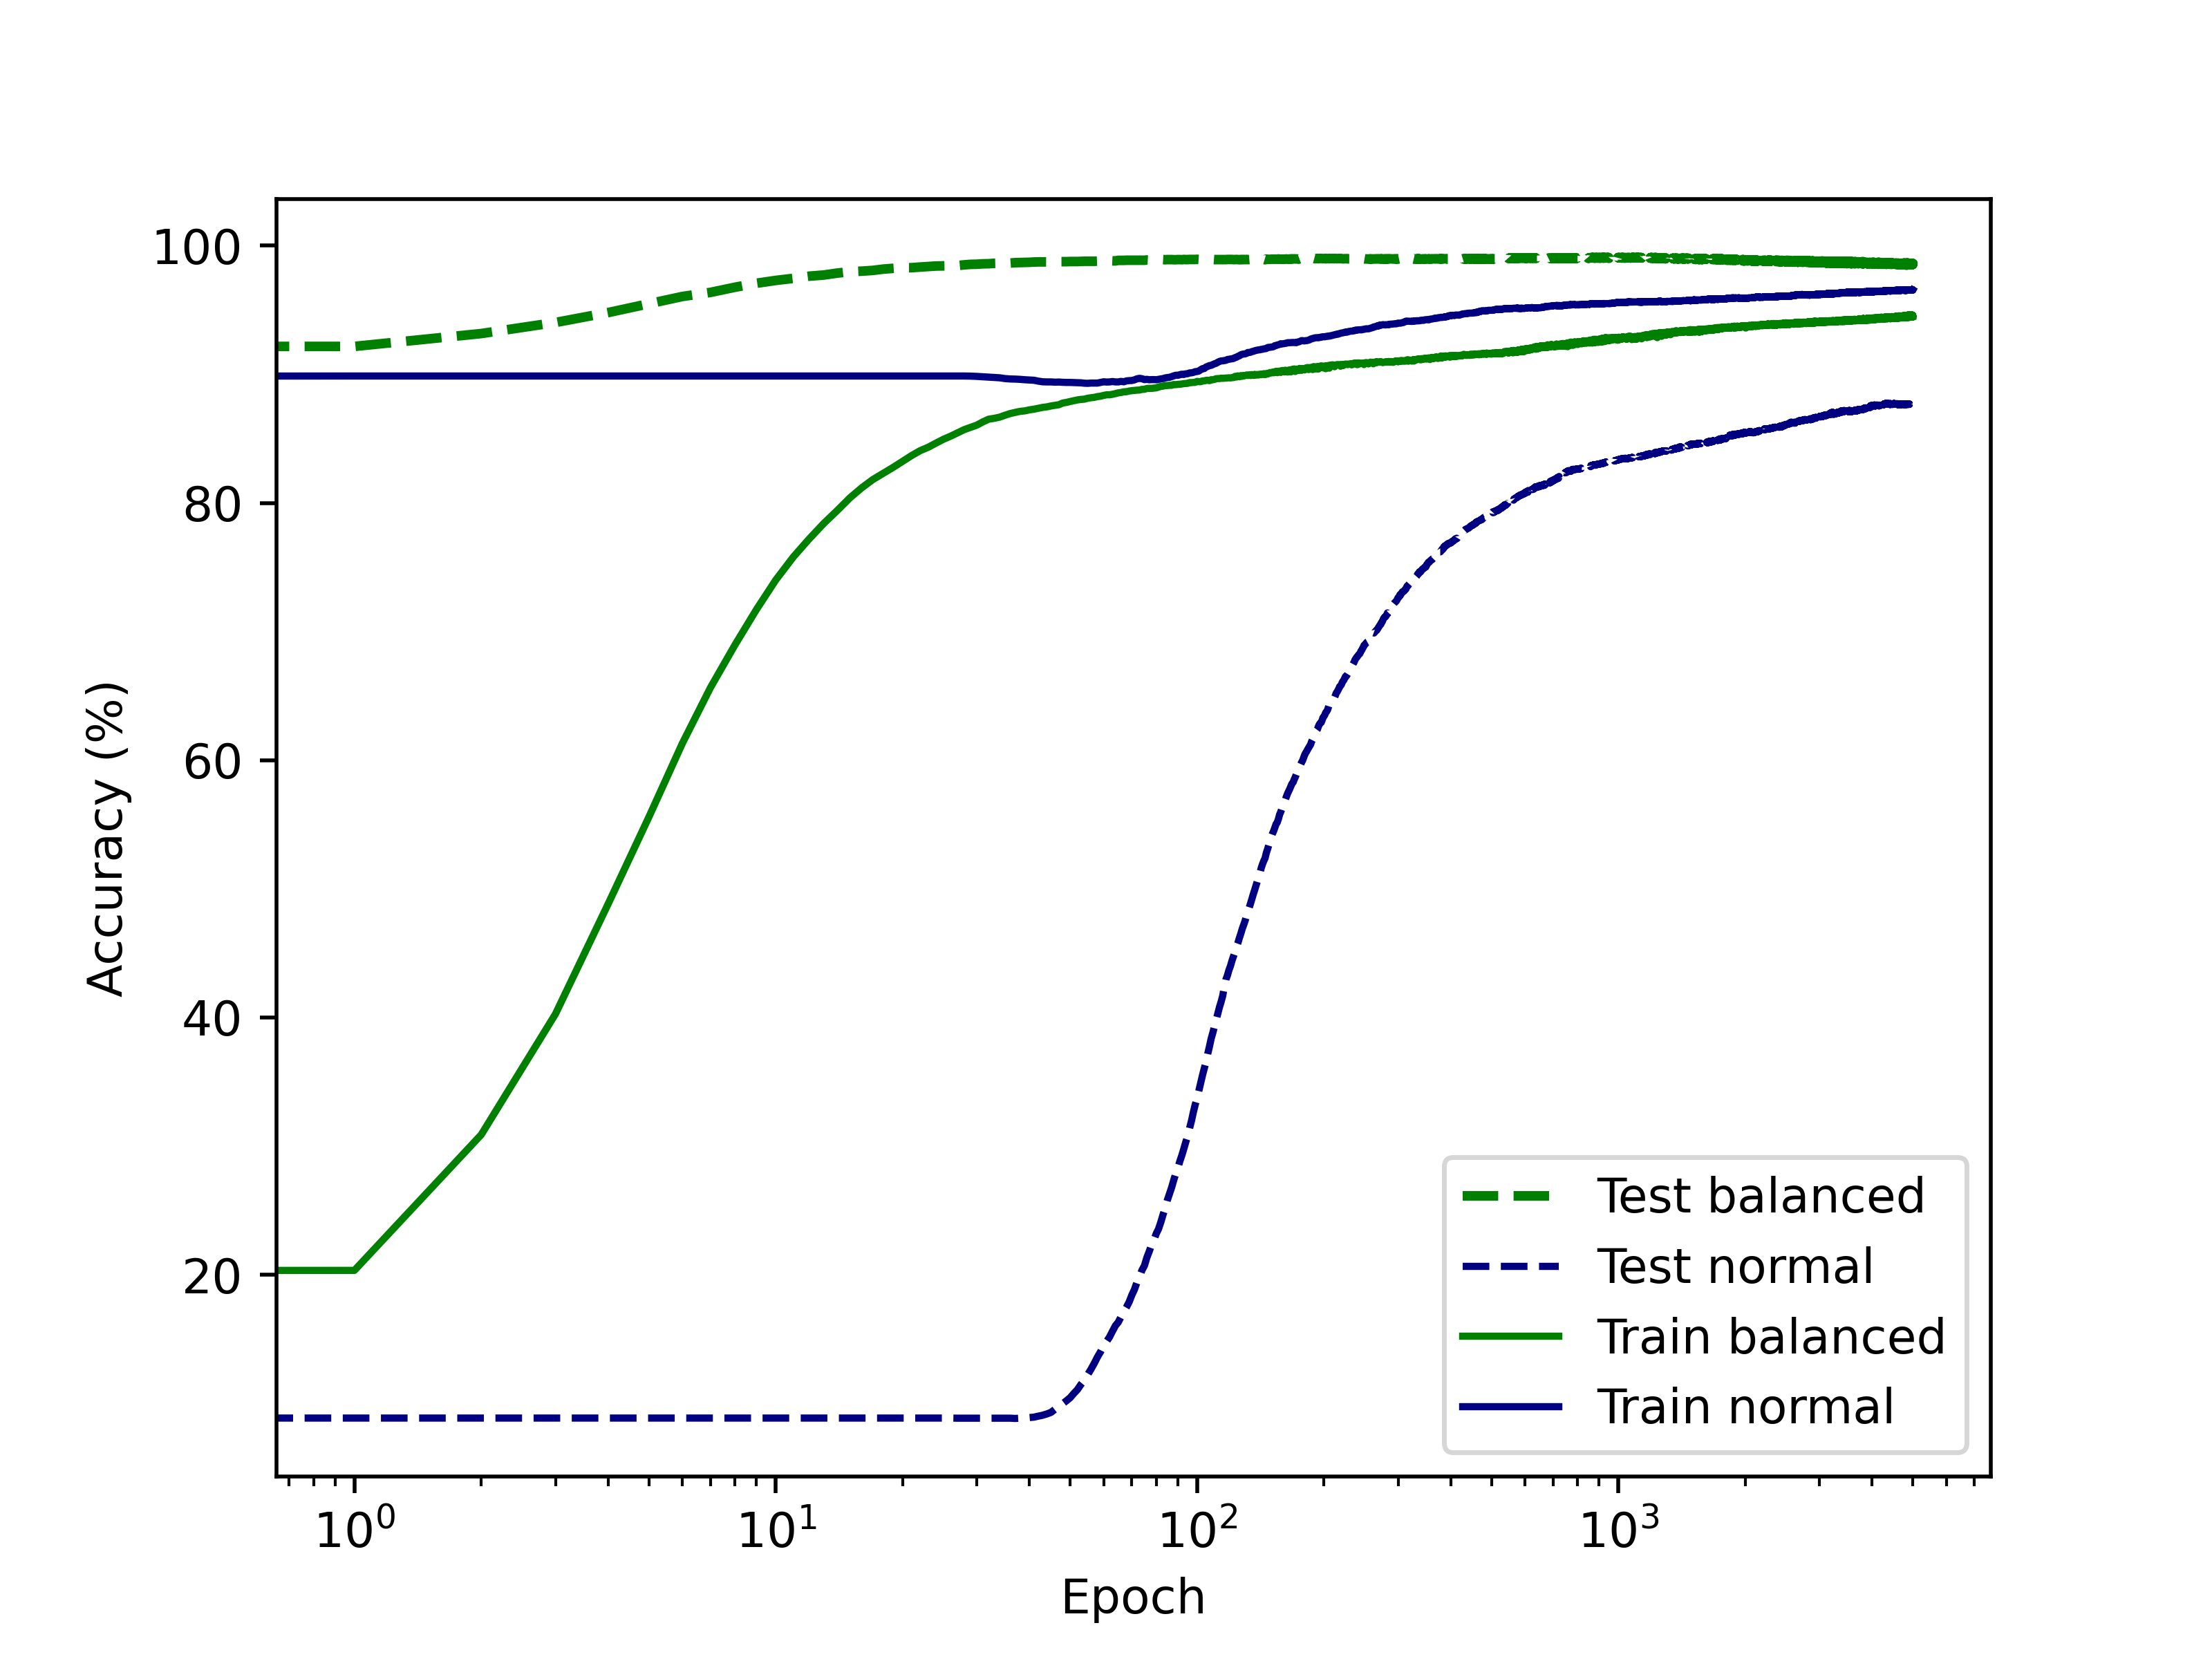 100
80
60
40
20
Accuracy (%)
10⁰ 10¹ 10² 10³
Epoch
Test balanced
Test normal
Train balanced
Train normal